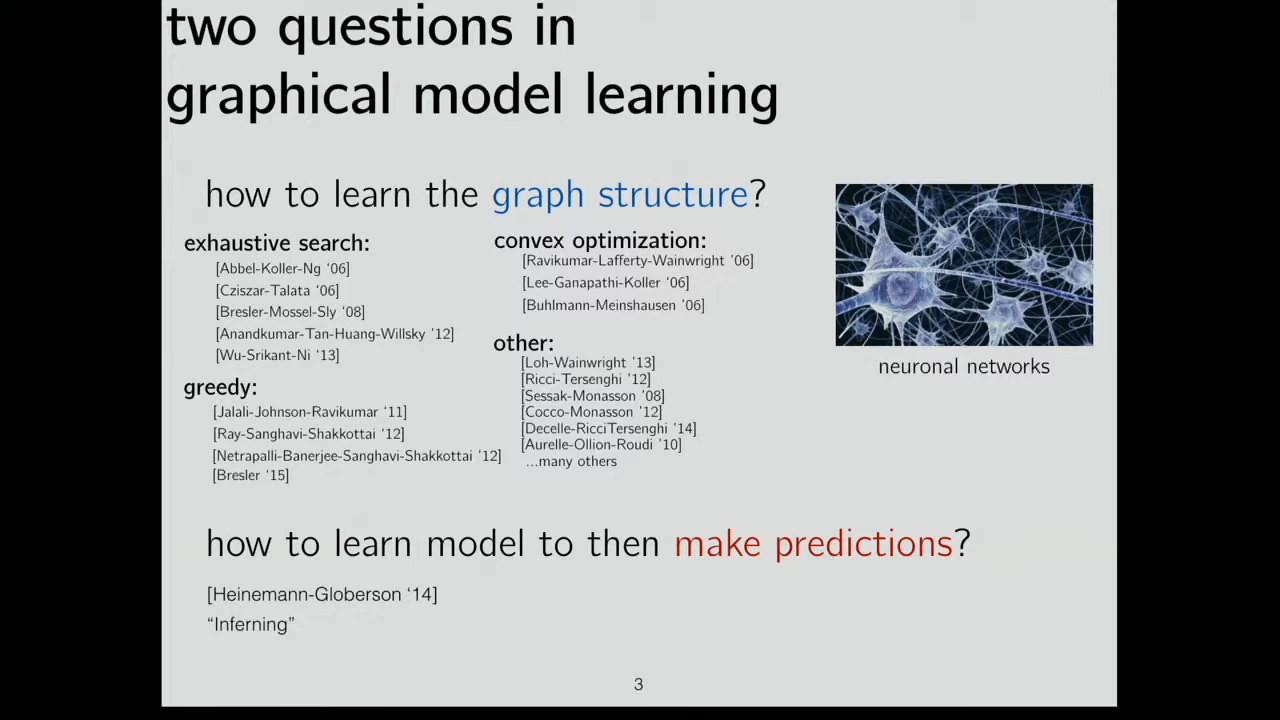 two questions in
graphical model learning
how to learn the graph structure?
exhaustive search:
[Abbel-Koller-Ng ‘06]
[Cziszar-Talata ‘06]
[Bresler-Mossel-Sly ‘08]
[Anandkumar-Tan-Huang-Willsky '12]
[Wu-Srikant-Ni ‘13]
greedy:
[Jalali-Johnson-Ravikumar ‘11]
[Ray-Sanghavi-Shakkottai ‘12]
[Netrapalli-Banerjee-Sanghavi-Shakkottai ‘12]
[Bresler ‘15]
convex optimization:
[Ravikumar-Lafferty-Wainwright ’06]
[Lee-Ganapathi-Koller ‘06]
[Buhlmann-Meinshausen ’06]
other:
[Loh-Wainwright ’13]
[Ricci-Tersenghi ’12]
[Sessak-Monasson ’08]
[Cocco-Monasson ’12]
[Decelle-RicciTersenghi ’14]
[Aurelle-Ollion-Roudi ’10]
...many others
neuronal networks
how to learn model to then make predictions?
[Heinemann-Globerson ‘14]
“Inferning”
3